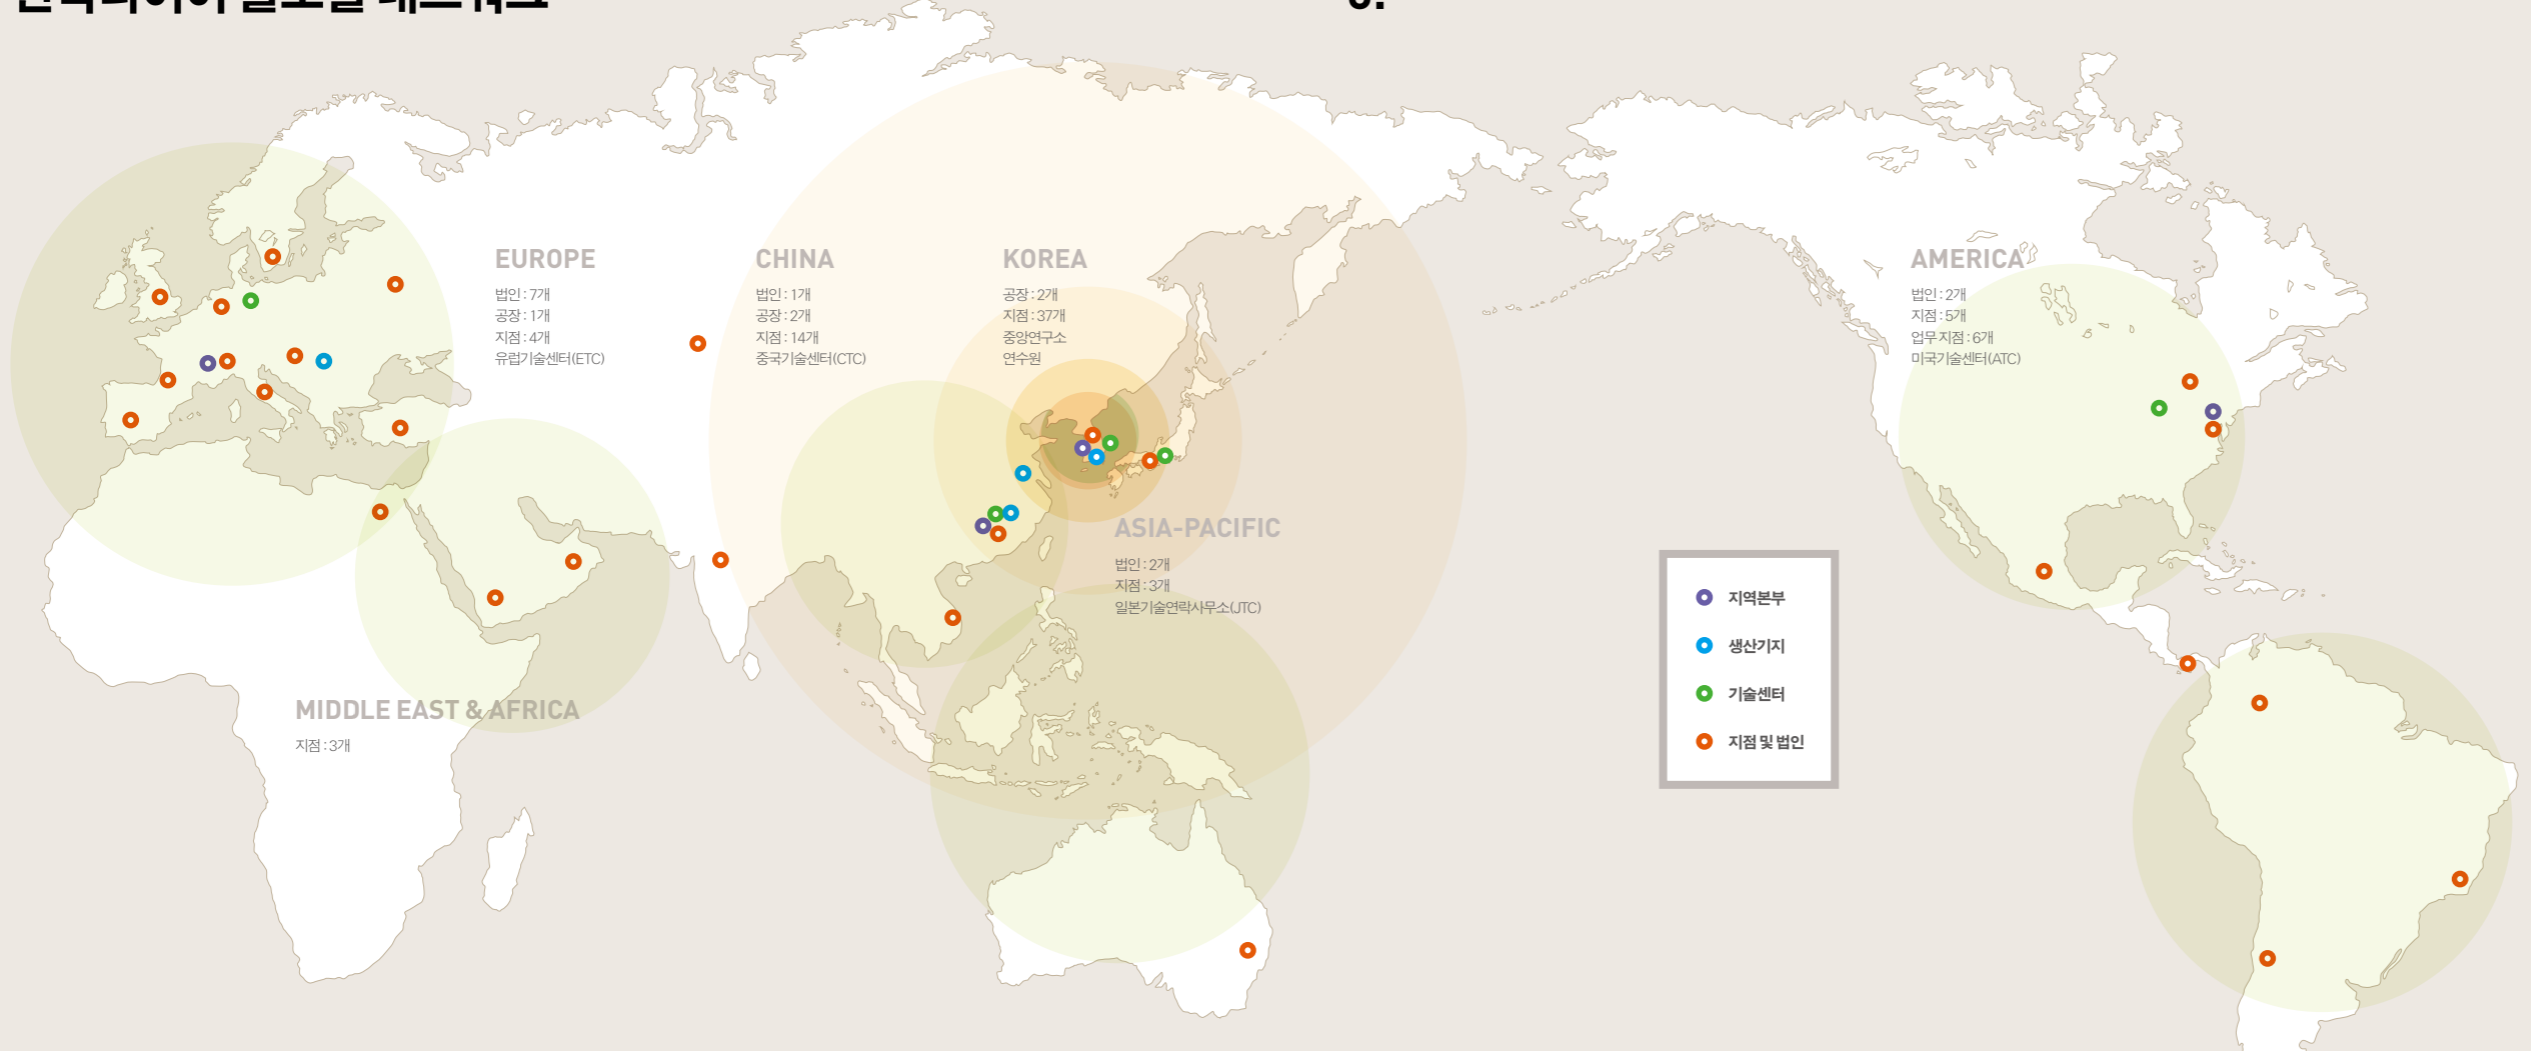 EUROPE
법인 : 7개
공장 : 1개
지점 : 4개
유럽기술센터(ETC)
CHINA
법인 : 1개
공장 : 2개
지점 : 14개
중국기술센터(CTC)
KOREA
공장 : 2개
지점 : 37개
중앙연구소
연수원
AMERICA
법인 : 2개
지점 : 5개
업무 지점 : 6개
미국기술센터(ATC)
ASIA-PACIFIC
법인 : 2개
지점 : 3개
일본기술연락사무소(JTC)
MIDDLE EAST & AFRICA
지점 : 3개
지역본부
생산기지
기술센터
지점 및 법인